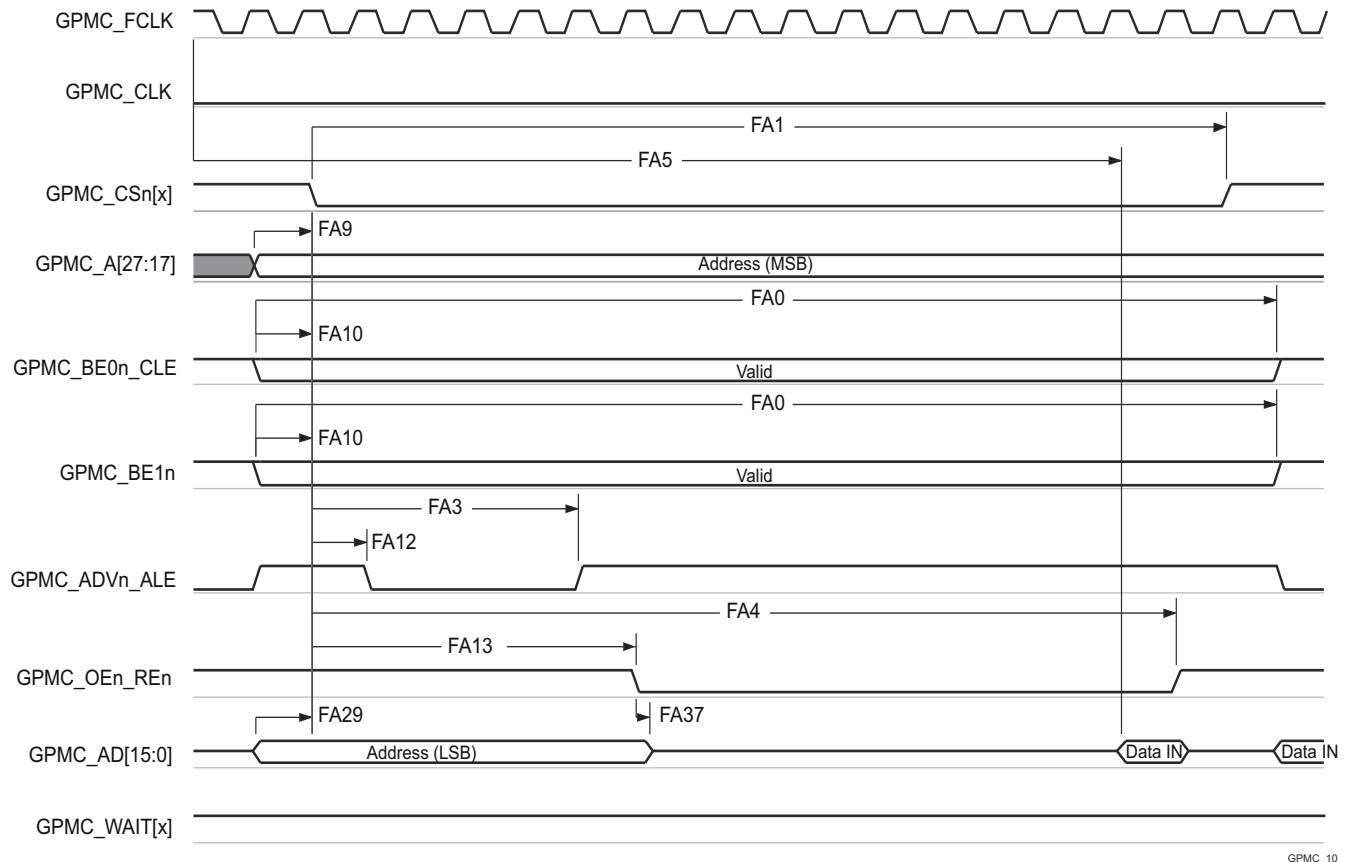 GPMC_FCLK
GPMC_CLK
FA1
FA5
GPMC_CSn[x]
FA9
GPMC_A[27:17]
Address (MSB)
FA0
FA10
GPMC_BE0n_CLE
Valid
FA0
FA10
GPMC_BE1n
Valid
FA3
FA12
GPMC_ADVn_ALE
FA4
FA13
GPMC_OEn_REn
FA29
FA37
GPMC_AD[15:0]
Address (LSB)
Data IN
Data IN
GPMC_WAIT[x]
GPMC_10